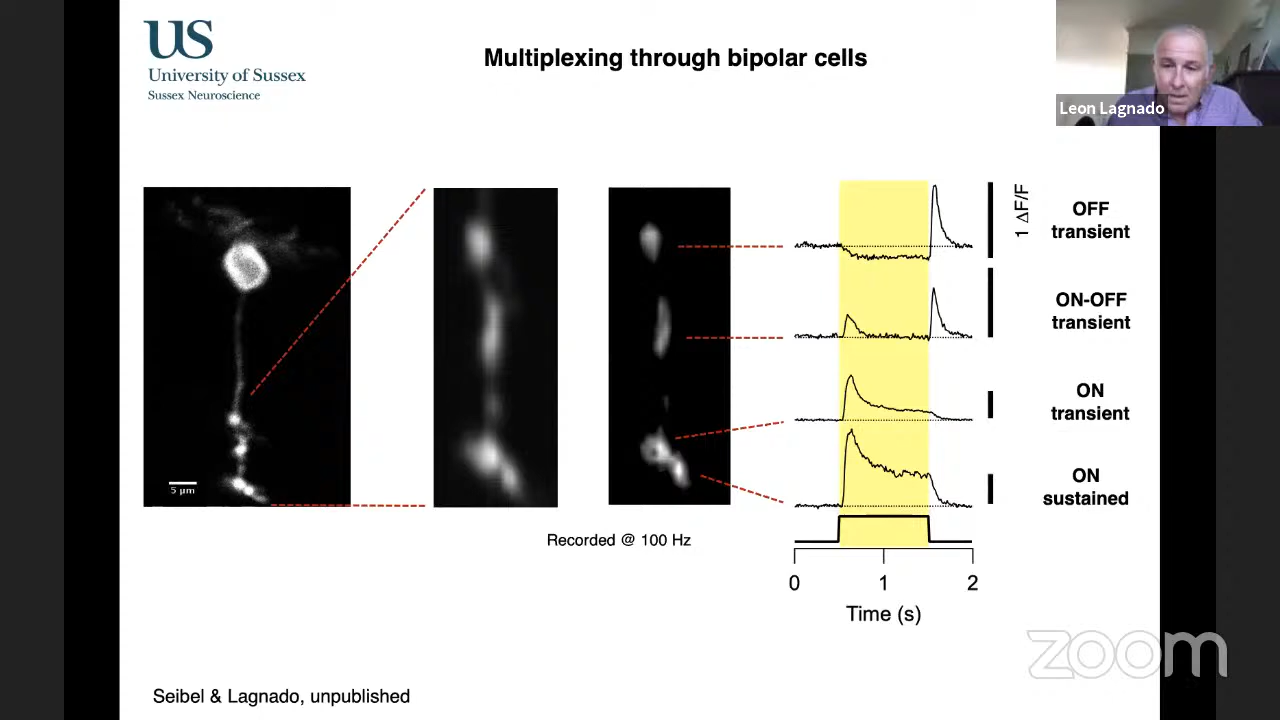 US
University of Sussex
Sussex Neuroscience
Multiplexing through bipolar cells
Leon Lagnado
1 ΔF/F
OFF
transient
ON-OFF
transient
ON
transient
ON
sustained
5 µm
Recorded @ 100 Hz
0 1 2
Time (s)
zoom
Seibel & Lagnado, unpublished